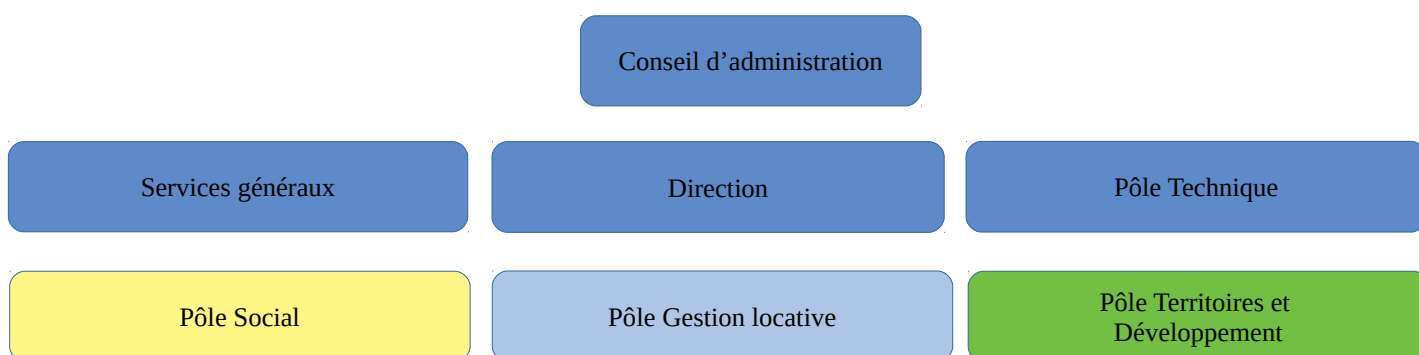 Conseil d’administration
Services généraux
Direction
Pôle Technique
Pôle Social
Pôle Gestion locative
Pôle Territoires et
Développement